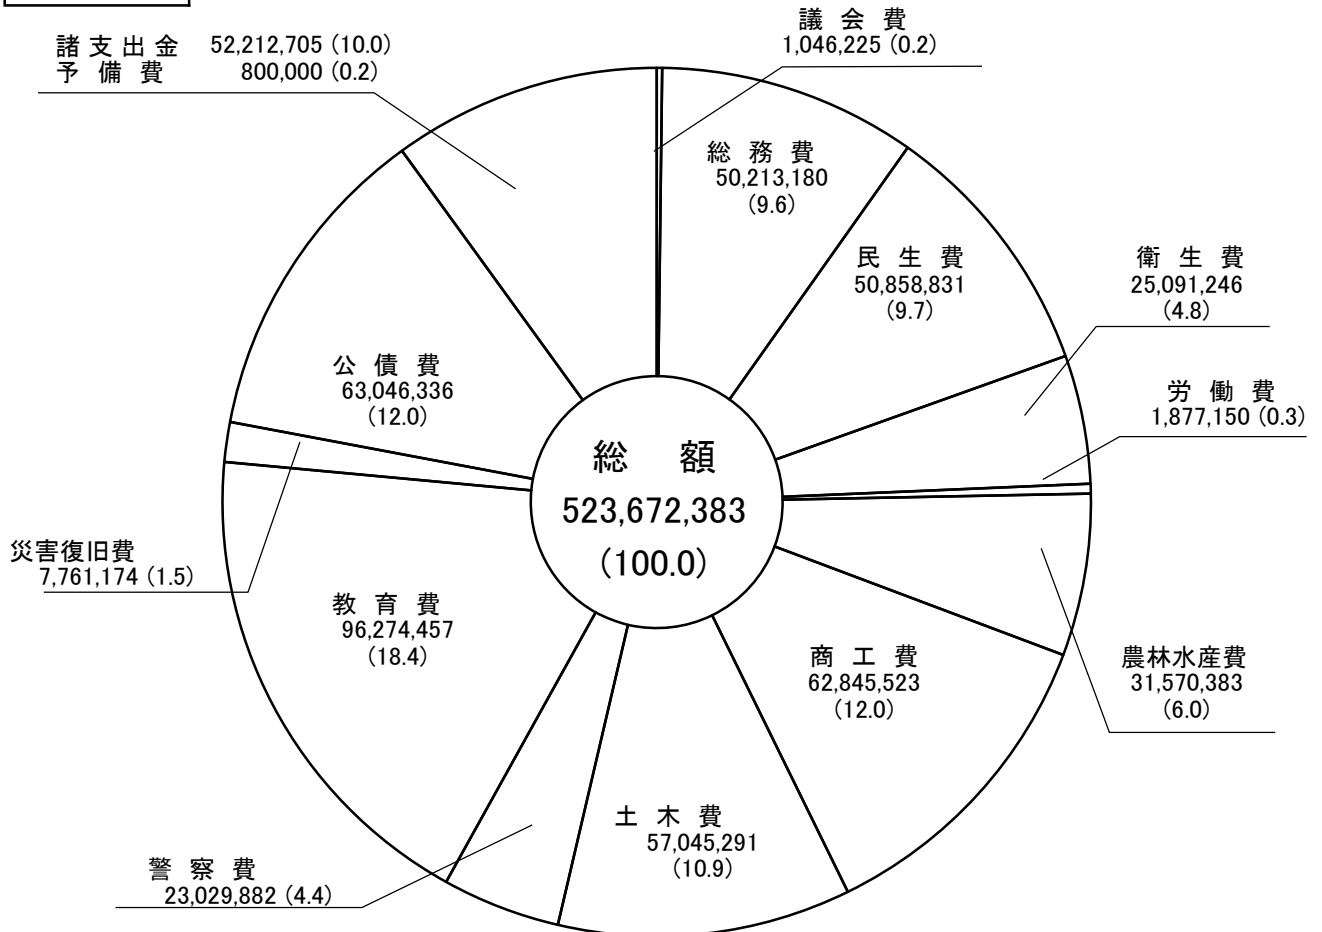 諸支出金 52,212,705 (10.0)
予備費 800,000 (0.2)
議会費
1,046,225 (0.2)
総務費
50,213,180
(9.6)
民生費
50,858,831
(9.7)
衛生費
25,091,246
(4.8)
労働費
1,877,150 (0.3)
農林水産費
31,570,383
(6.0)
商工費
62,845,523
(12.0)
土木費
57,045,291
(10.9)
警察費
23,029,882 (4.4)
教育費
96,274,457
(18.4)
災害復旧費
7,761,174 (1.5)
公債費
63,046,336
(12.0)
総額
523,672,383
(100.0)